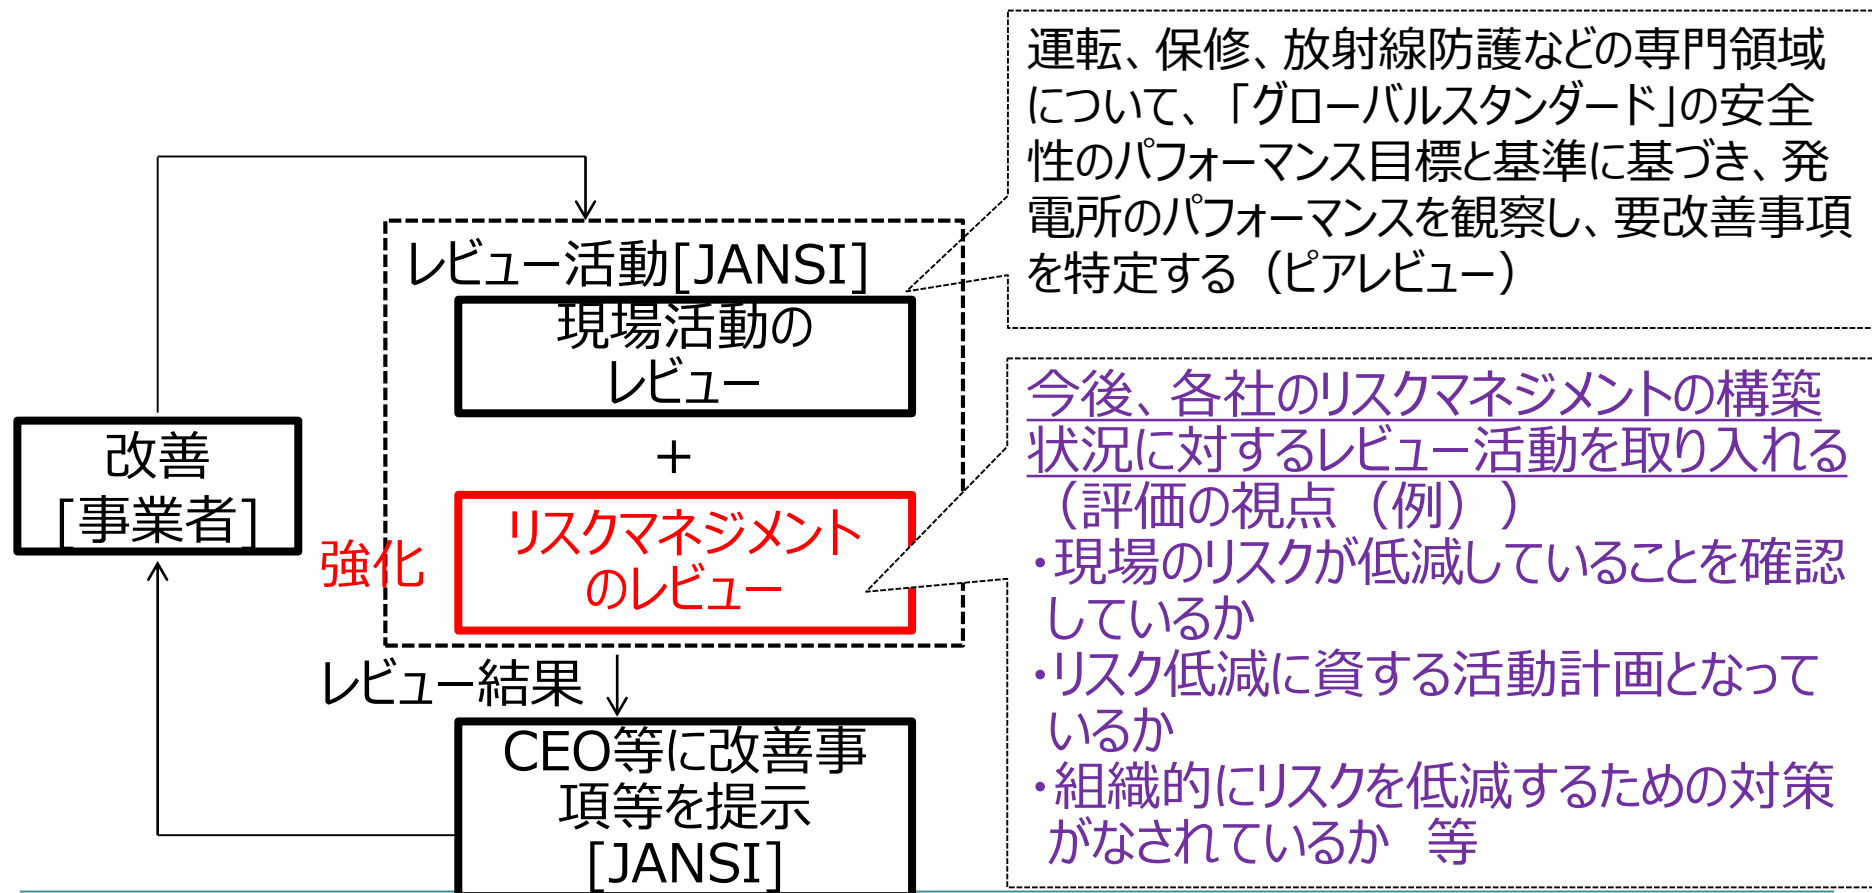 運転、保修、放射線防護などの専門領域
について、「グローバルスタンダード」の安全
性のパフォーマンス目標と基準に基づき、発
電所のパフォーマンスを観察し、要改善事項
を特定する（ピアレビュー）
レビュー活動[JANSI]
現場活動の
レビュー
+
改善
[事業者]
強化
リスクマネジメント
のレビュー
今後、各社のリスクマネジメントの構築
状況に対するレビュー活動を取り入れる
（評価の視点（例））
・現場のリスクが低減していることを確認
しているか
・リスク低減に資する活動計画となって
いるか
・組織的にリスクを低減するための対策
がなされているか　等
レビュー結果
CEO等に改善事
項等を提示
[JANSI]